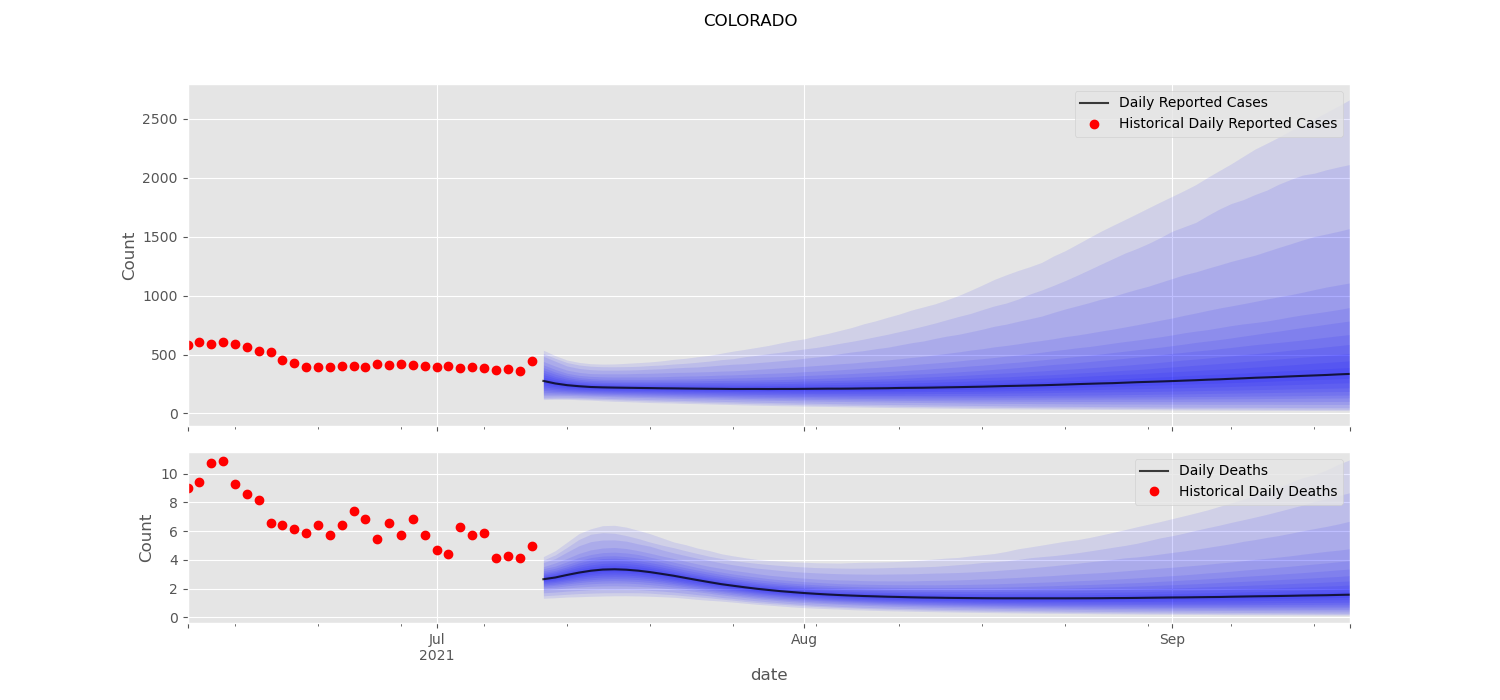 COLORADO
Daily Reported Cases
Historical Daily Reported Cases
2500
2000
1500
1000
500
0
Count
Daily Deaths
Historical Daily Deaths
10
8
6
4
2
0
Count
Jul
2021
Aug
Sep
date